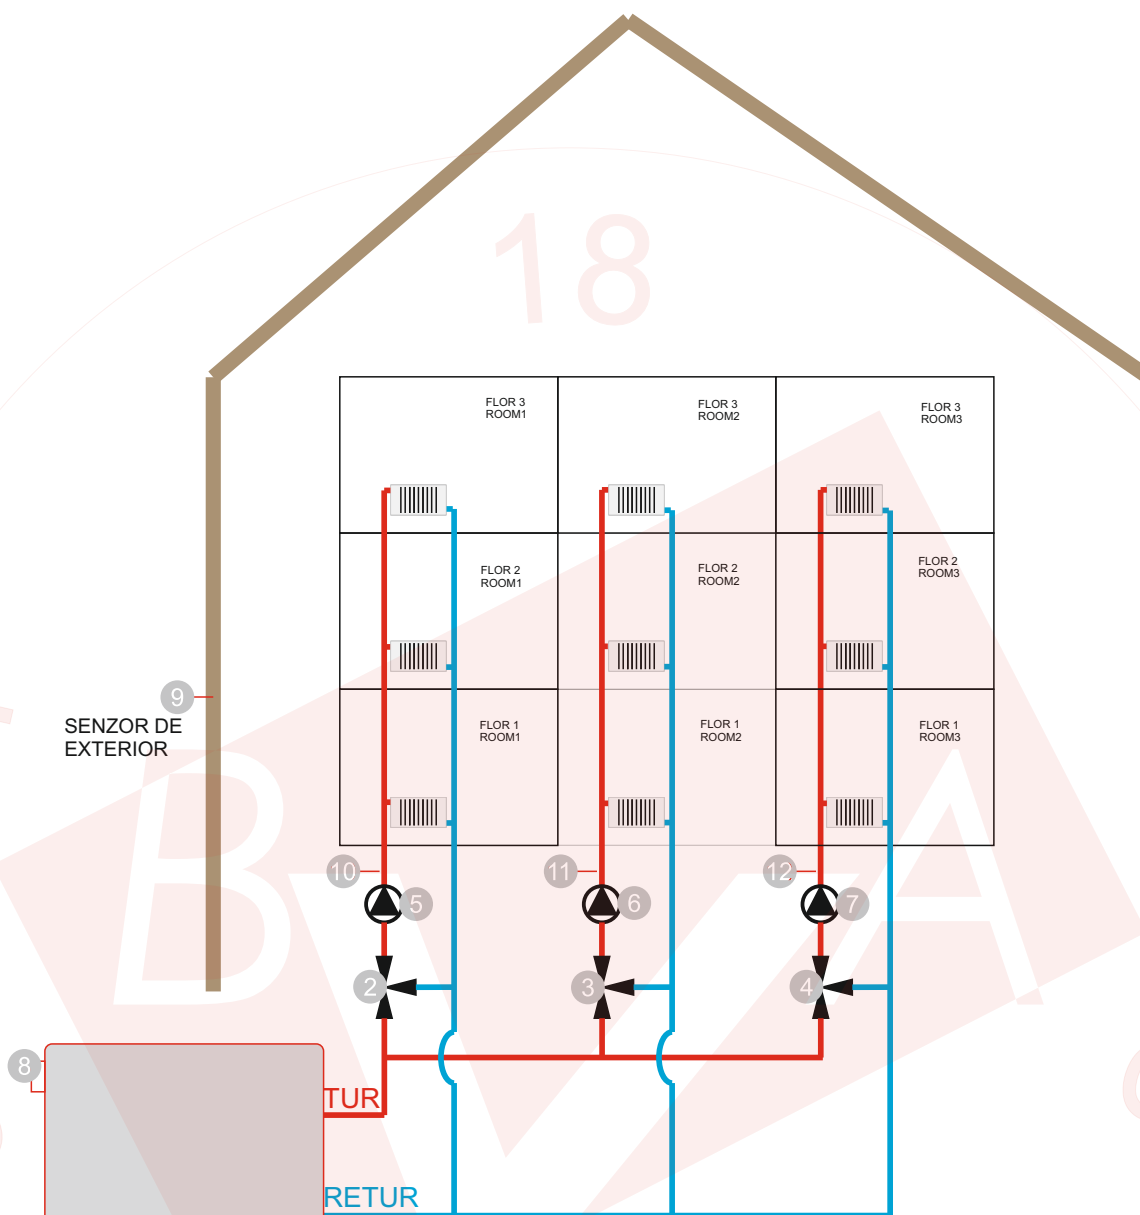 18
FLOR 3
ROOM1
FLOR 3
ROOM2
FLOR 3
ROOM3
FLOR 2
ROOM1
FLOR 2
ROOM2
FLOR 2
ROOM3
9
SENZOR DE
EXTERIOR
FLOR 1
ROOM1
FLOR 1
ROOM2
FLOR 1
ROOM3
B V A
10
11
12
5
6
7
2
3
4
8
TUR
RETUR